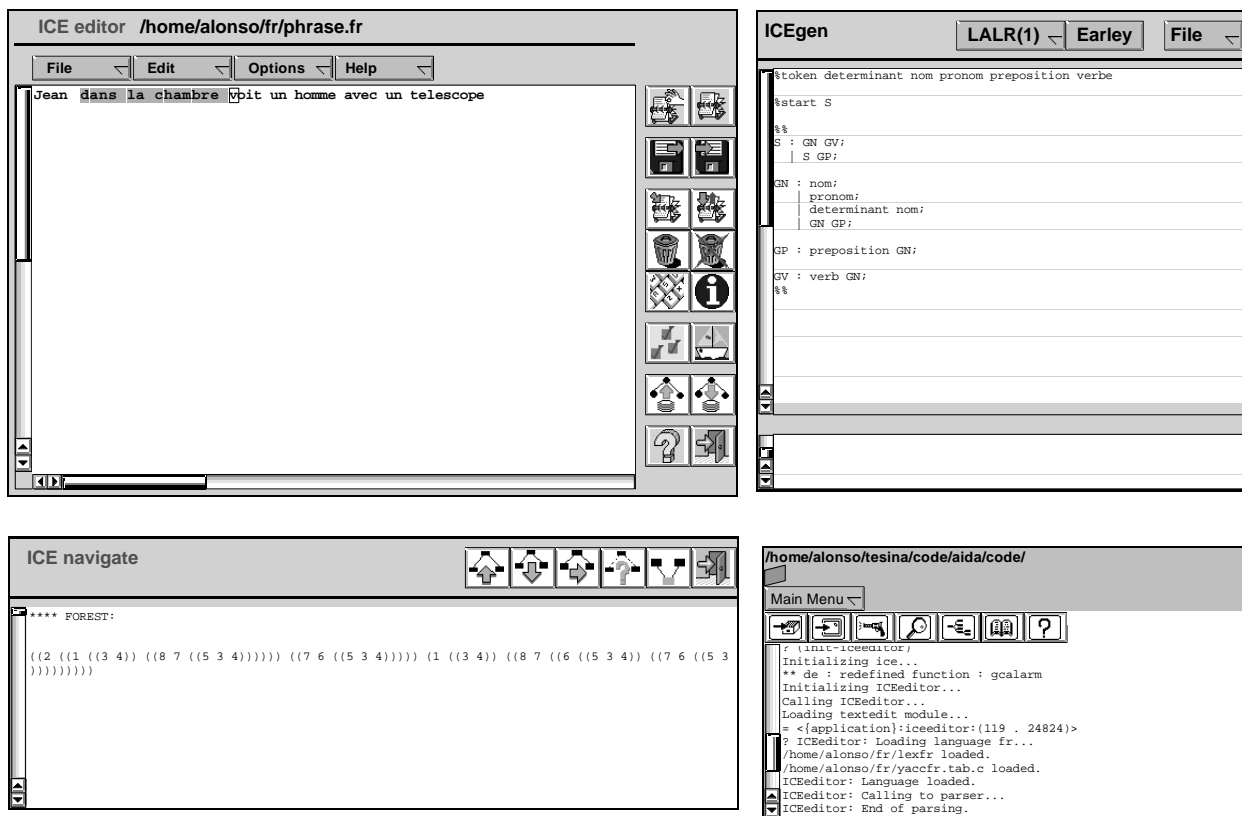 ICE editor /home/alonso/fr/phrase.fr
File Edit Options Help
Jean dans la chambre voit un homme avec un telescope
ICEgen LALR(1) Earley File
%token determinant nom pronom preposition verbe
%start S
%%
S : GN GV;
| S GP;
GN : nom;
| pronom;
| determinant nom;
| GN GP;
GP : preposition GN;
GV : verb GN;
%%
ICE navigate
**** FOREST:
((2 ((1 ((3 4)) ((8 7 ((5 3 4)))))) ((7 6 ((5 3 4))))) (1 ((3 4)) ((8 7 ((6 ((5 3 4)) ((7 6 ((5 3
)))))))))
/home/alonso/tesina/code/aida/code/
Main Menu
? (init-iceeditor)
Initializing ice...
** de : redefined function : gcalarm
Initializing ICEeditor...
Calling ICEeditor...
Loading textedit module...
= <{application}:iceeditor:(119 . 24824)>
? ICEeditor: Loading language fr...
/home/alonso/fr/lexfr loaded.
/home/alonso/fr/yaccfr.tab.c loaded.
ICEeditor: Language loaded.
ICEeditor: Calling to parser...
ICEeditor: End of parsing.